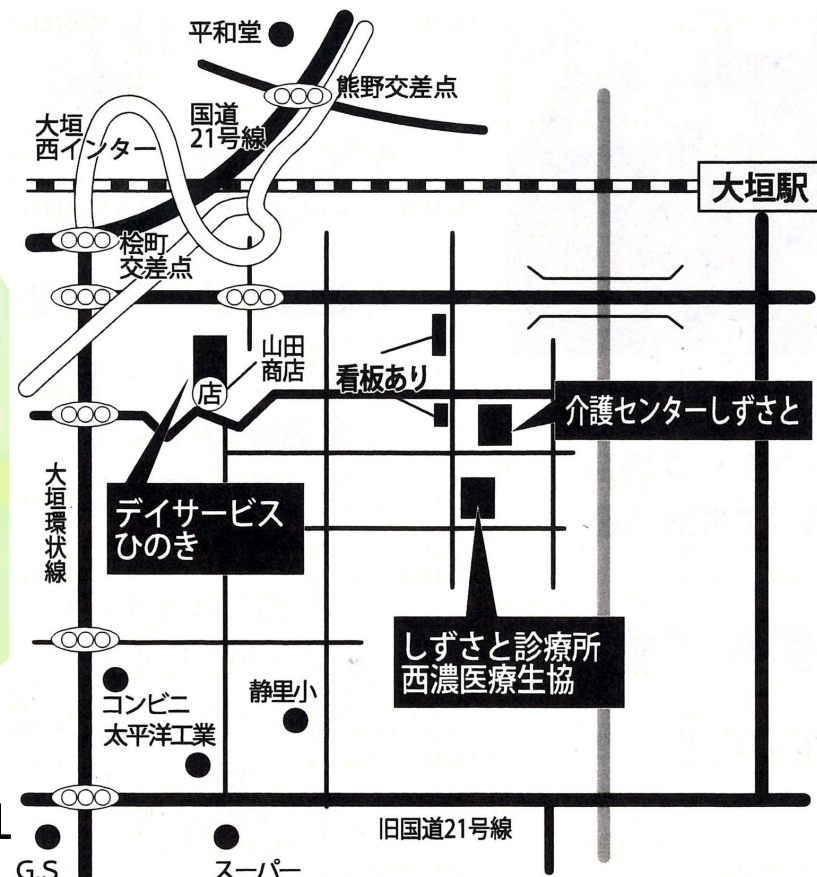 平和堂
熊野交差点
国道
21号線
大垣
西インター
大垣駅
桧町
交差点
山田
商店
店
看板あり
介護センターしずさと
デイサービス
ひのき
大垣環状線
しずさと診療所
西濃医療生協
コンビニ
静里小
太平洋工業
旧国道21号線
G.S
スーパー